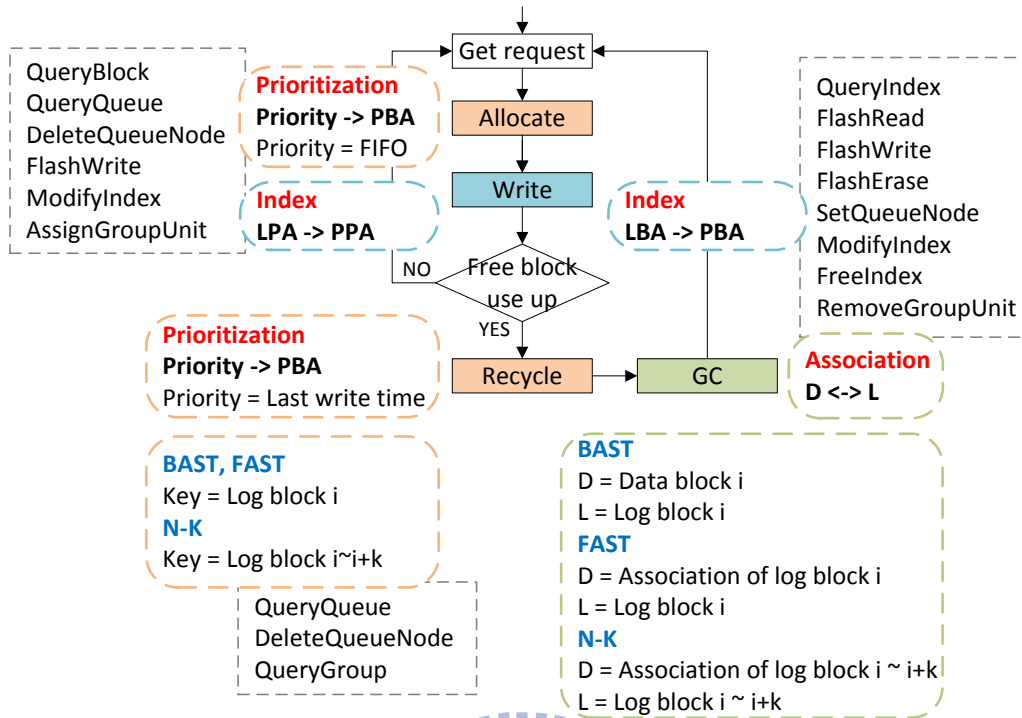 Get request
QueryBlock
QueryQueue
DeleteQueueNode
FlashWrite
ModifyIndex
AssignGroupUnit
Prioritization
Priority -> PBA
Priority = FIFO
Allocate
QueryIndex
FlashRead
FlashWrite
FlashErase
SetQueueNode
ModifyIndex
FreeIndex
RemoveGroupUnit
Index
LPA -> PPA
Write
Index
LBA -> PBA
NO
Free block
use up
YES
Prioritization
Priority -> PBA
Priority = Last write time
Recycle
GC
Association
D <-> L
BAST, FAST
Key = Log block i
N-K
Key = Log block i~i+k
QueryQueue
DeleteQueueNode
QueryGroup
BAST
D = Data block i
L = Log block i
FAST
D = Association of log block i
L = Log block i
N-K
D = Association of log block i ~ i+k
L = Log block i ~ i+k